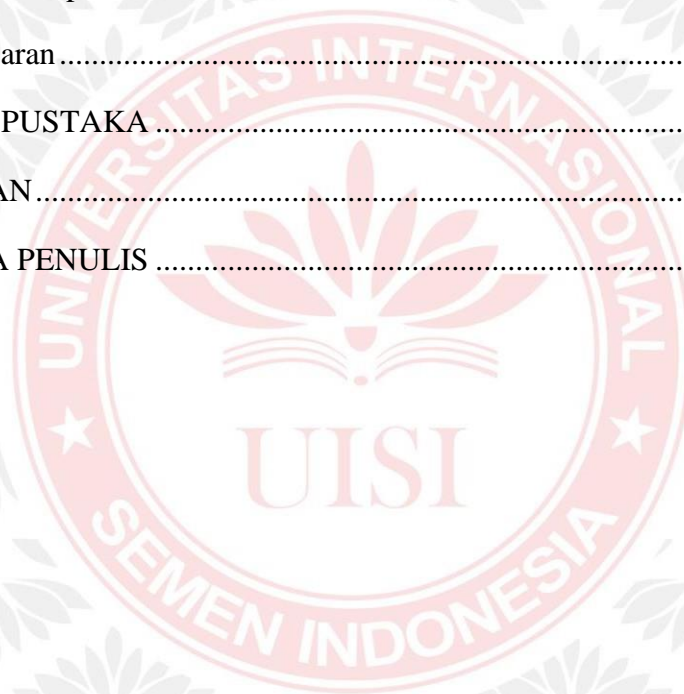 aran ........................................................................
PUSTAKA ........................................................................
AN ........................................................................
A PENULIS ........................................................................
UNIVERSITAS INTERNASIONAL
UISI
SEMEN INDONESIA